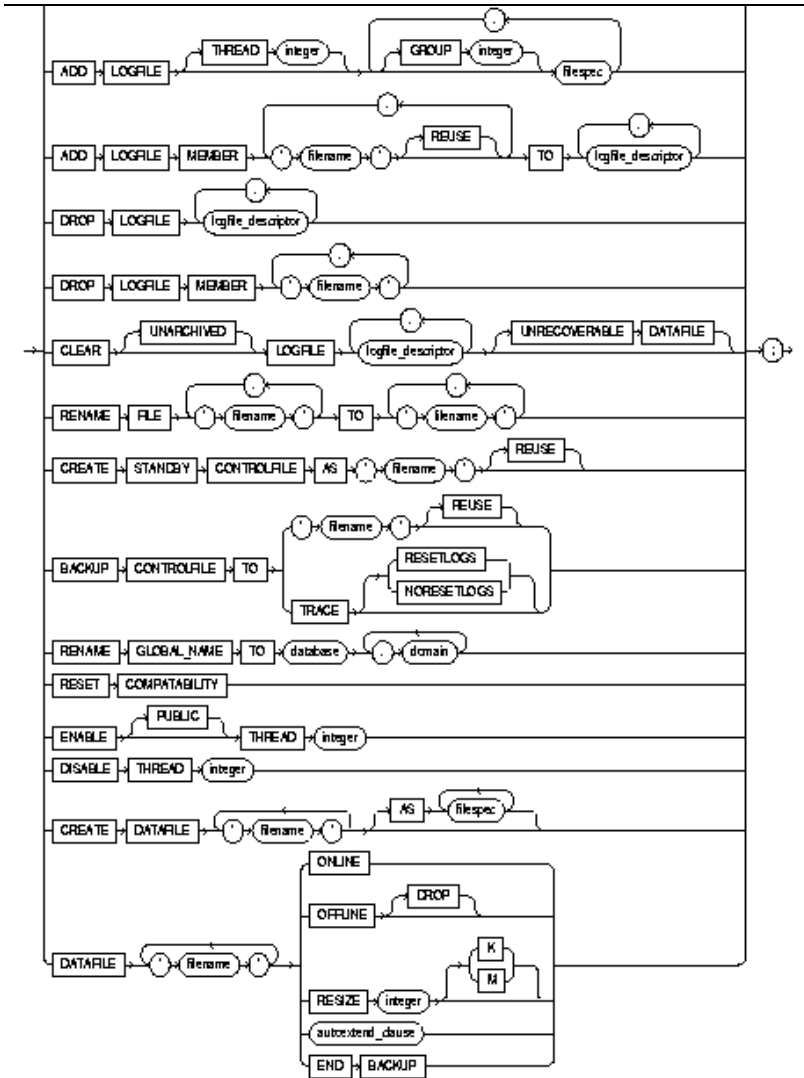 THREAD integer
,
GROUP integer
ADD LOGFILE filespec
,
REUSE
,
ADD LOGFILE MEMBER ' filename ' TO logfile_descriptor
,
DROP LOGFILE logfile_descriptor
,
DROP LOGFILE MEMBER ' filename '
UNARCHIVED
,
UNRECOVERABLE DATAFILE
CLEAR LOGFILE logfile_descriptor ;
,
,
RENAME FILE ' filename ' TO ' filename '
REUSE
CREATE STANDBY CONTROLFILE AS ' filename '
REUSE
' filename '
RESETLOGS
BACKUP CONTROLFILE TO
NORESETLOGS
TRACE
RENAME GLOBAL_NAME TO database . domain
RESET COMPATABILITY
PUBLIC
ENABLE THREAD integer
DISABLE THREAD integer
AS filespec
CREATE DATAFILE ' filename '
ONLINE
DROP
OFFLINE
K
DATAFILE ' filename '
M
RESIZE integer
autoextend_clause
END BACKUP